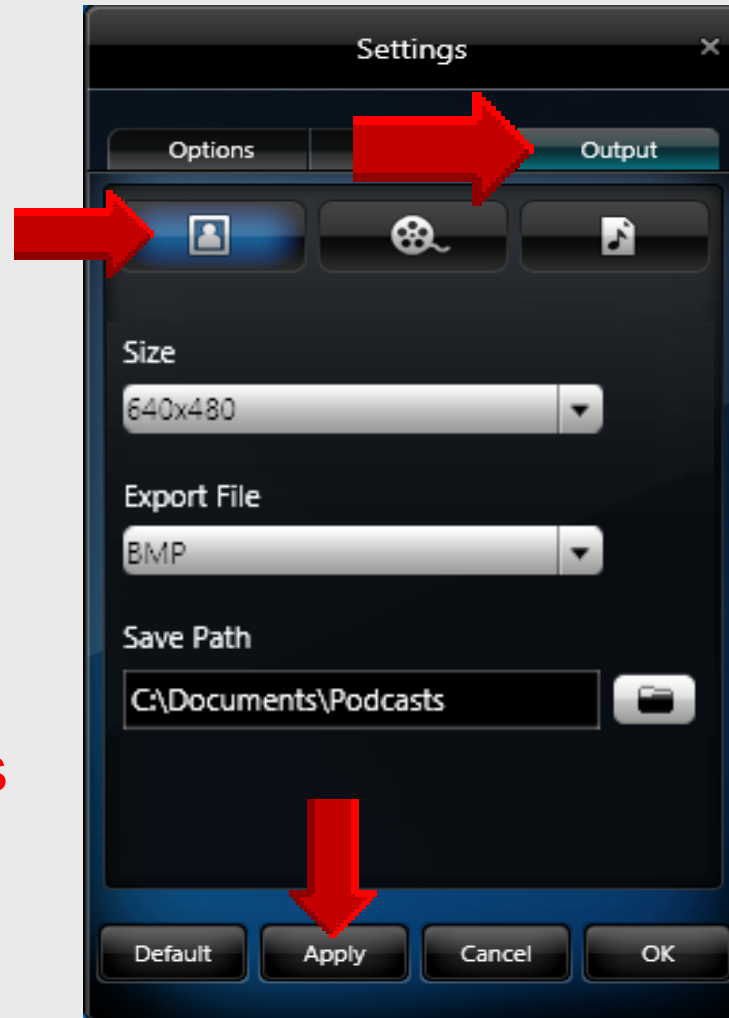 Settings
Options
Output
Size
640x480
Export File
BMP
Save Path
C:\Documents\Podcasts
s
Default Apply Cancel OK